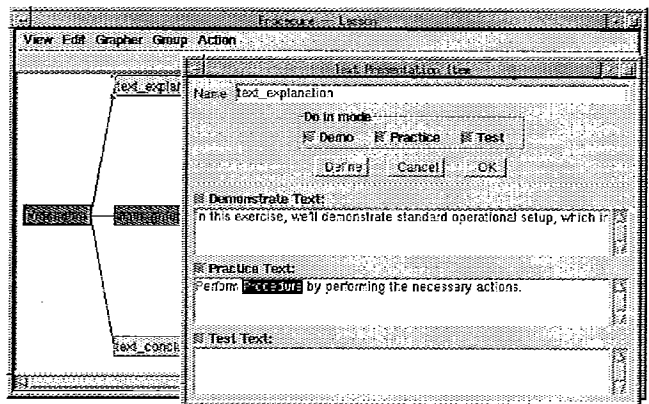 Procedure — Lesson
View Edit Grapher Group Action
Text Presentation Item
text_explan
Name text_explanation
Do in mode
Demo Practice Test
Define Cancel OK
Demonstrate Text:
n this exercise, we'll demonstrate standard operational setup, which ir
Practice Text:
Perform Procedure by performing the necessary actions.
Test Text:
text_conclu